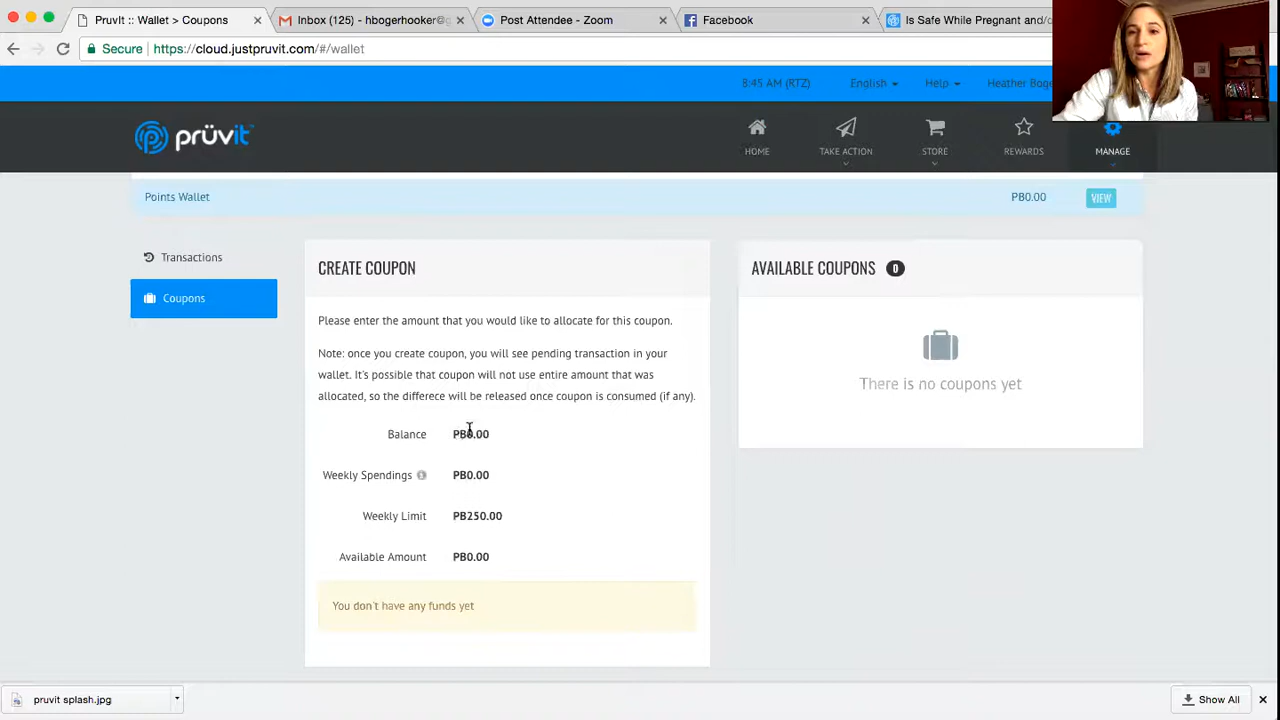 Pruvlt :: Wallet > Coupons
Inbox (125) - hbogerhooker@g
Post Attendee - Zoom
Facebook
Is Safe While Pregnant and/o
Secure
https://cloud.justpruvit.com/#/wallet
8:45 AM (RTZ)
English
Help
Heather Boge
prüvit
HOME
TAKE ACTION
STORE
REWARDS
MANAGE
Points Wallet
PB0.00
VIEW
Transactions
Coupons
CREATE COUPON
Please enter the amount that you would like to allocate for this coupon.
Note: once you create coupon, you will see pending transaction in your
wallet. It's possible that coupon will not use entire amount that was
allocated, so the differece will be released once coupon is consumed (if any).
Balance PB0.00
Weekly Spendings PB0.00
Weekly Limit PB250.00
Available Amount PB0.00
You don't have any funds yet
AVAILABLE COUPONS 0
There is no coupons yet
pruvit splash.jpg
Show All